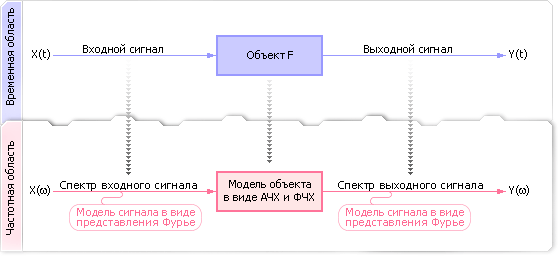 Временная область
X(t)
Входной сигнал
Объект F
Выходной сигнал
Y(t)
Частотная область
X(ω)
Спектр входного сигнала
Модель объекта
в виде АЧХ и ФЧХ
Спектр выходного сигнала
Y(ω)
Модель сигнала в виде
представления Фурье
Модель сигнала в виде
представления Фурье